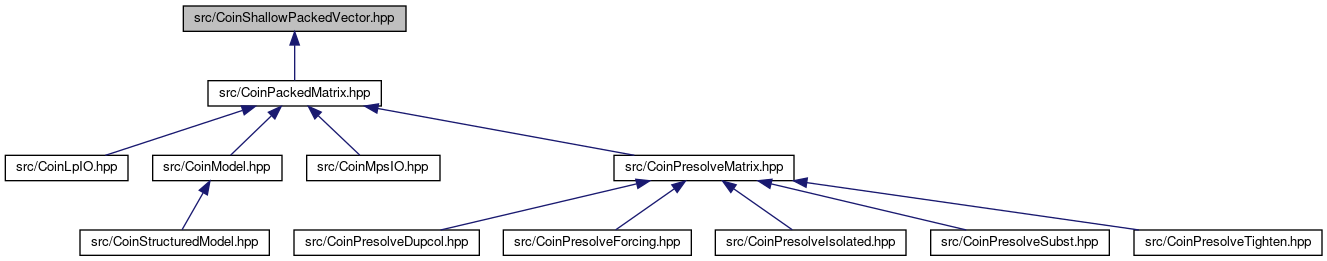 src/CoinShallowPackedVector.hpp
src/CoinPackedMatrix.hpp
src/CoinLpIO.hpp
src/CoinModel.hpp
src/CoinMpsIO.hpp
src/CoinPresolveMatrix.hpp
src/CoinStructuredModel.hpp
src/CoinPresolveDupcol.hpp
src/CoinPresolveForcing.hpp
src/CoinPresolveIsolated.hpp
src/CoinPresolveSubst.hpp
src/CoinPresolveTighten.hpp